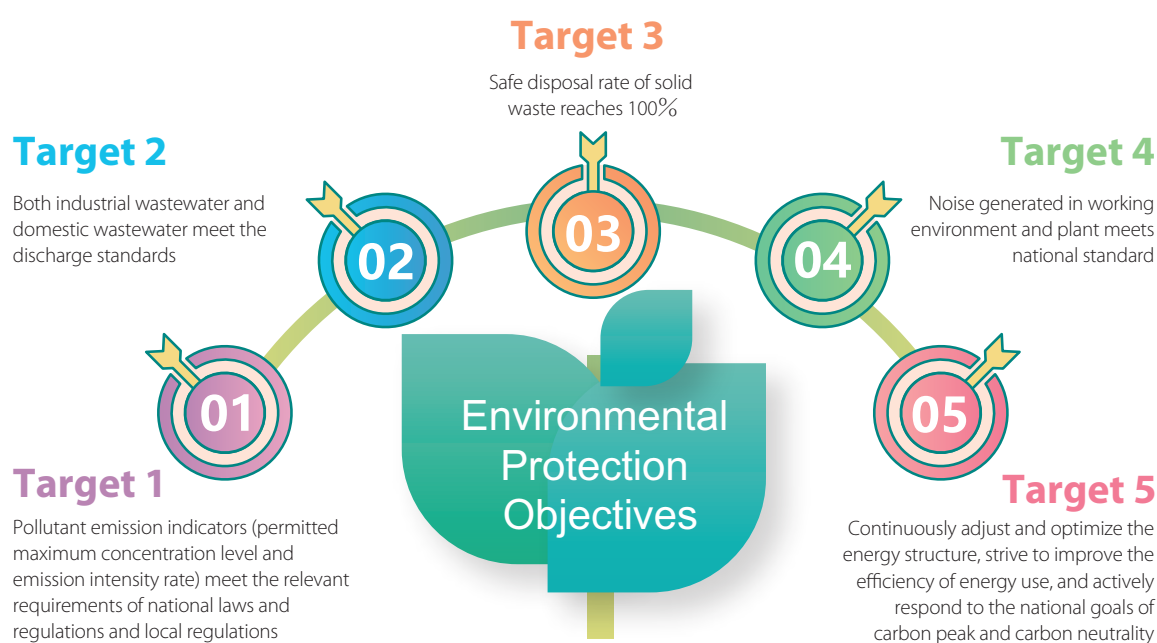 Target 3
Safe disposal rate of solid
waste reaches 100%
Target 2
Both industrial wastewater and
domestic wastewater meet the
discharge standards
Target 4
Noise generated in working
environment and plant meets
national standard
03
02
04
01
05
Environmental
Protection
Objectives
Target 1
Pollutant emission indicators (permitted
maximum concentration level and
emission intensity rate) meet the relevant
requirements of national laws and
regulations and local regulations
Target 5
Continuously adjust and optimize the
energy structure, strive to improve the
efficiency of energy use, and actively
respond to the national goals of
carbon peak and carbon neutrality